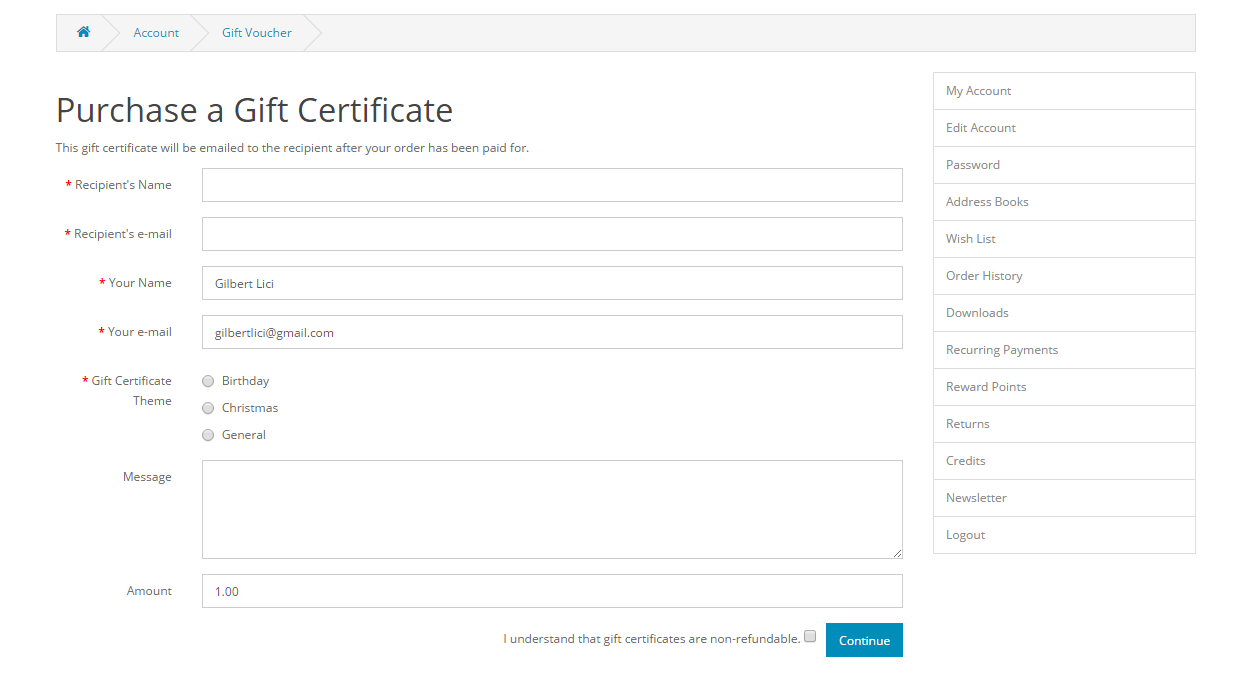 Account
Gift Voucher
Purchase a Gift Certificate
This gift certificate will be emailed to the recipient after your order has been paid for.
* Recipient's Name
* Recipient's e-mail
* Your Name
Gilbert Lici
* Your e-mail
gilbertlici@gmail.com
* Gift Certificate
Theme
Birthday
Christmas
General
Message
Amount
1.00
I understand that gift certificates are non-refundable.
Continue
My Account
Edit Account
Password
Address Books
Wish List
Order History
Downloads
Recurring Payments
Reward Points
Returns
Credits
Newsletter
Logout